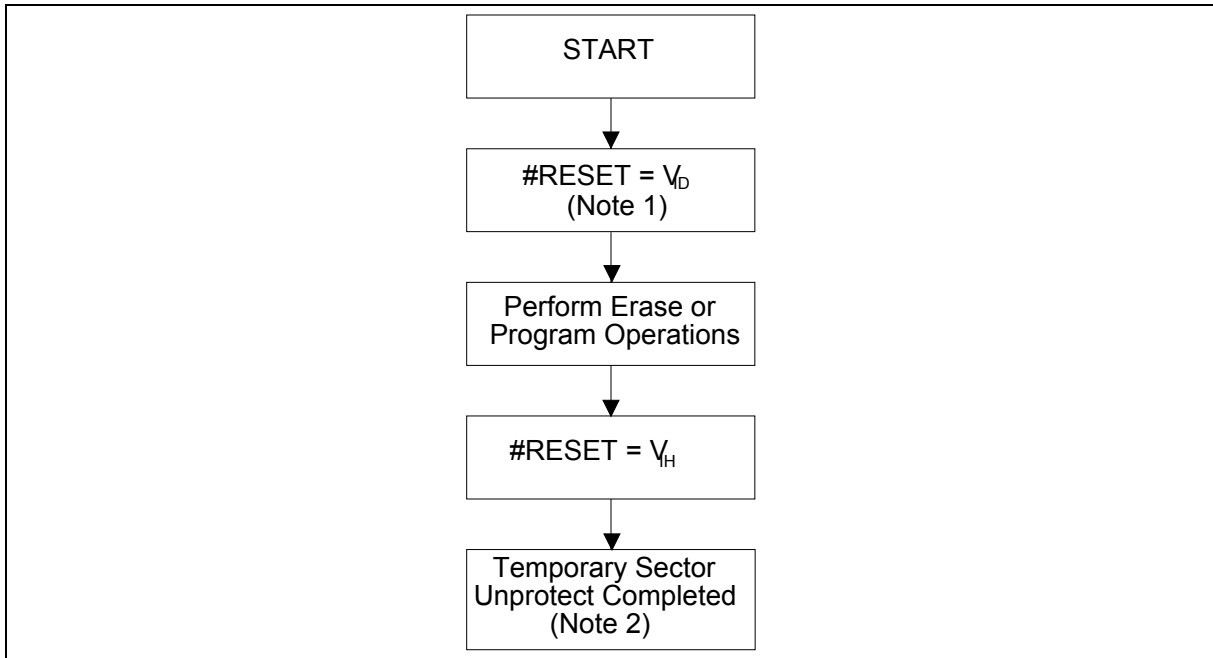 START
#RESET = VID
(Note 1)
Perform Erase or
Program Operations
#RESET = VIH
Temporary Sector
Unprotect Completed
(Note 2)